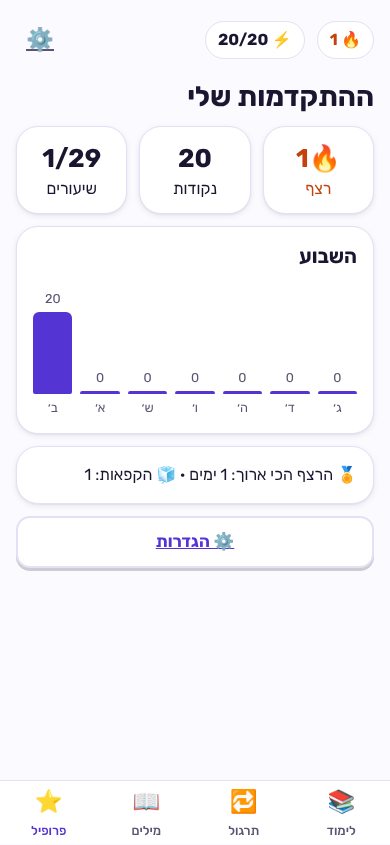 🔥 1
⚡ 20/20
⚙️
ההתקדמות שלי
🔥1
רצף
20
נקודות
1/29
שיעורים
השבוע
0 0 0 0 0 0 20
ג׳ ד׳ ה׳ ו׳ ש׳ א׳ ב׳
🏅 הרצף הכי ארוך: 1 ימים • 🧊 הקפאות: 1
⚙️ הגדרות
📚 🔁 📖 ⭐
לימוד תרגול מילים פרופיל